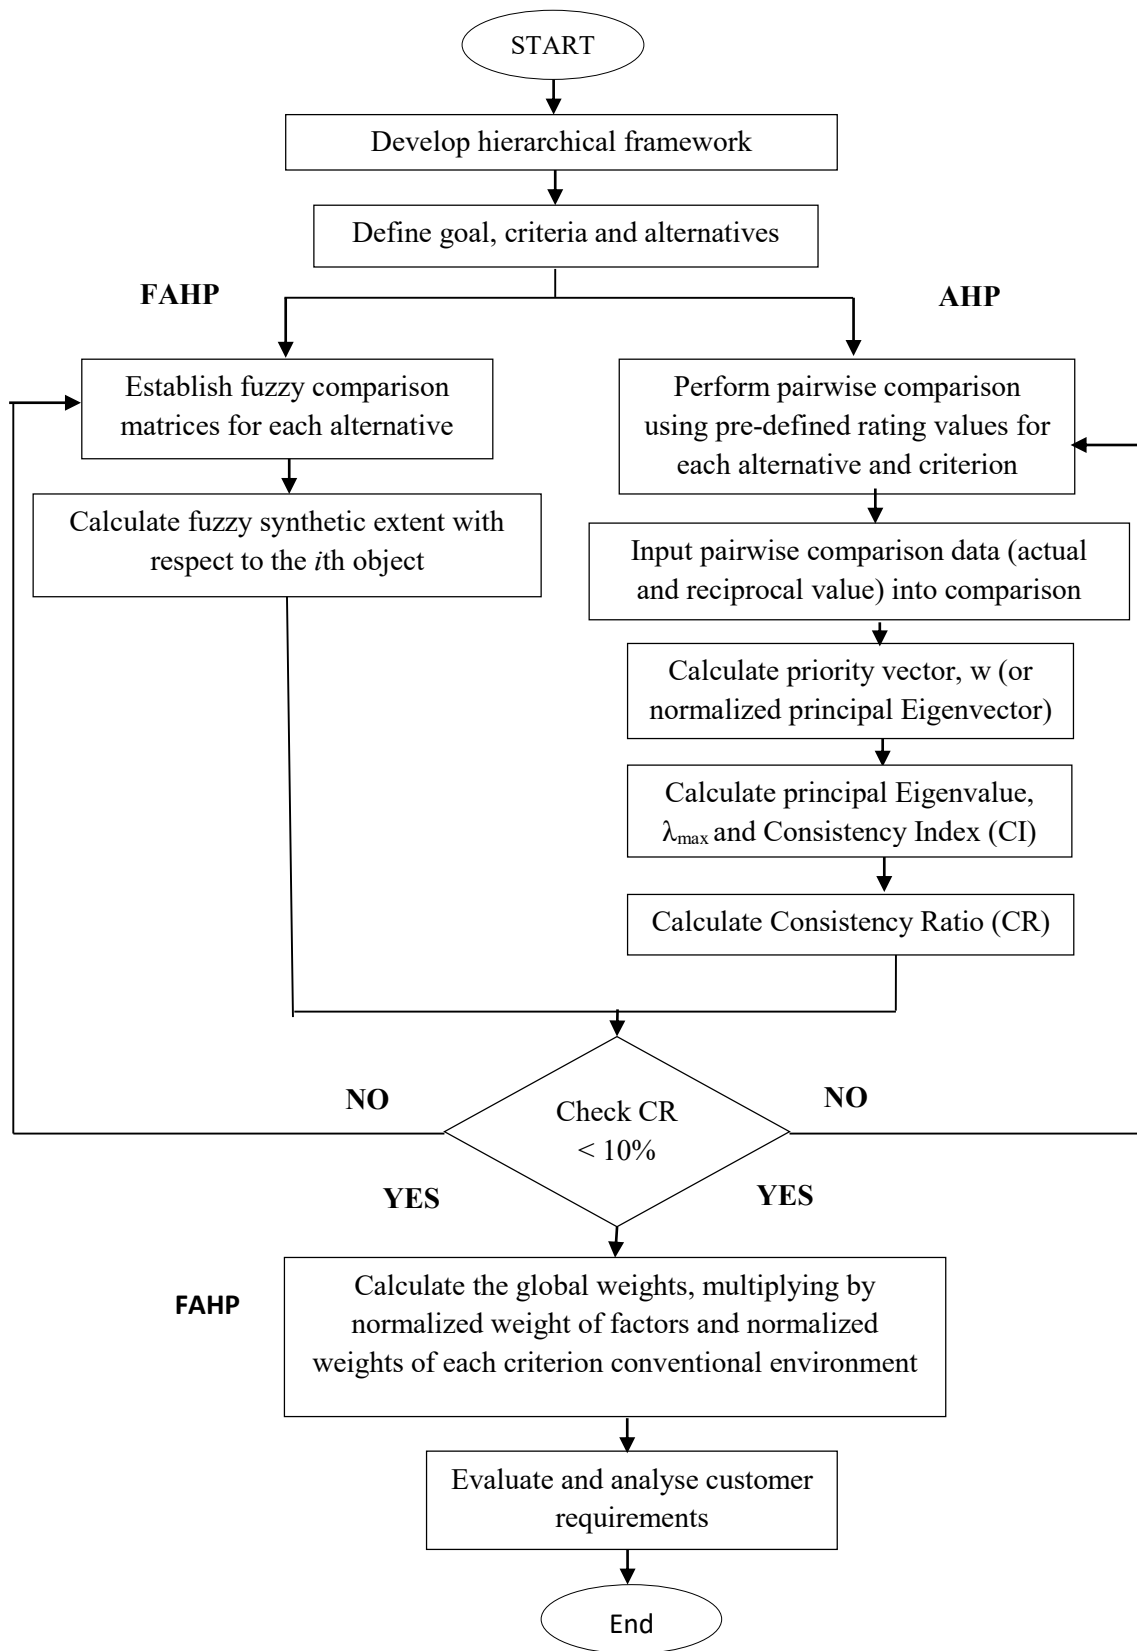 START
Develop hierarchical framework
Define goal, criteria and alternatives
FAHP
AHP
Establish fuzzy comparison
matrices for each alternative
Perform pairwise comparison
using pre-defined rating values for
each alternative and criterion
Calculate fuzzy synthetic extent with
respect to the ith object
Input pairwise comparison data (actual
and reciprocal value) into comparison
Calculate priority vector, w (or
normalized principal Eigenvector)
Calculate principal Eigenvalue,
λmax and Consistency Index (CI)
Calculate Consistency Ratio (CR)
NO
NO
Check CR
< 10%
YES
YES
FAHP
Calculate the global weights, multiplying by
normalized weight of factors and normalized
weights of each criterion conventional environment
Evaluate and analyse customer
requirements
End